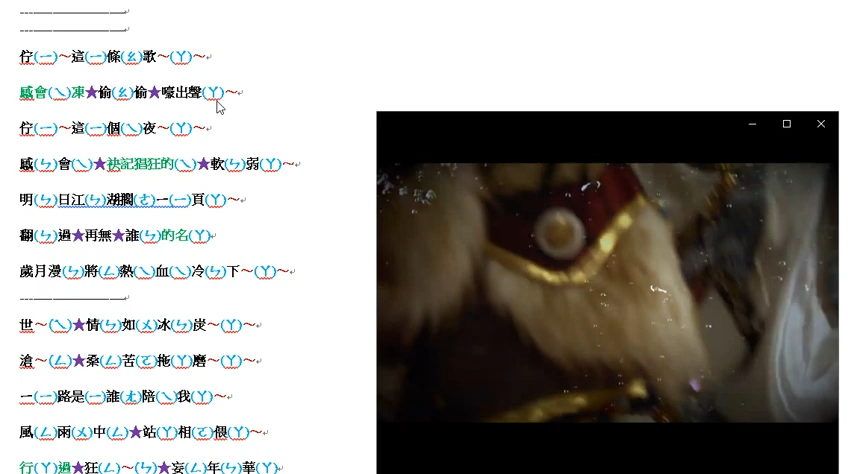 佇(ㄧ)～這(ㄧ)條(ㄠ)歌～(ㄚ)～
感會(ㄟ)凍★偷(ㄠ)偷★嚎出聲(ㄚ)～
佇(ㄧ)～這(ㄧ)個(ㄟ)夜～(ㄚ)～
感(ㄣ)會(ㄟ)★袂記猖狂的(ㄟ)★軟(ㄣ)弱(ㄚ)～
明(ㄣ)日江(ㄣ)湖擱(ㄜ)一(ㄧ)頁(ㄚ)～
翻(ㄣ)過★再無★誰(ㄣ)的名(ㄚ)
歲月漫(ㄣ)將(ㄥ)熱(ㄟ)血(ㄟ)冷(ㄣ)下～(ㄚ)～
世～(ㄟ)★情(ㄣ)如(ㄨ)冰(ㄣ)炭～(ㄚ)～
滄～(ㄥ)★桑(ㄥ)苦(ㄛ)拖(ㄚ)磨～(ㄚ)～
一(ㄧ)路是(ㄧ)誰(ㄤ)陪(ㄟ)我(ㄚ)～
風(ㄥ)雨(ㄨ)中(ㄥ)★站(ㄚ)相(ㄛ)偎(ㄚ)～
行(ㄚ)過★狂(ㄥ)～(ㄣ)★妄(ㄥ)年(ㄣ)華(ㄚ)